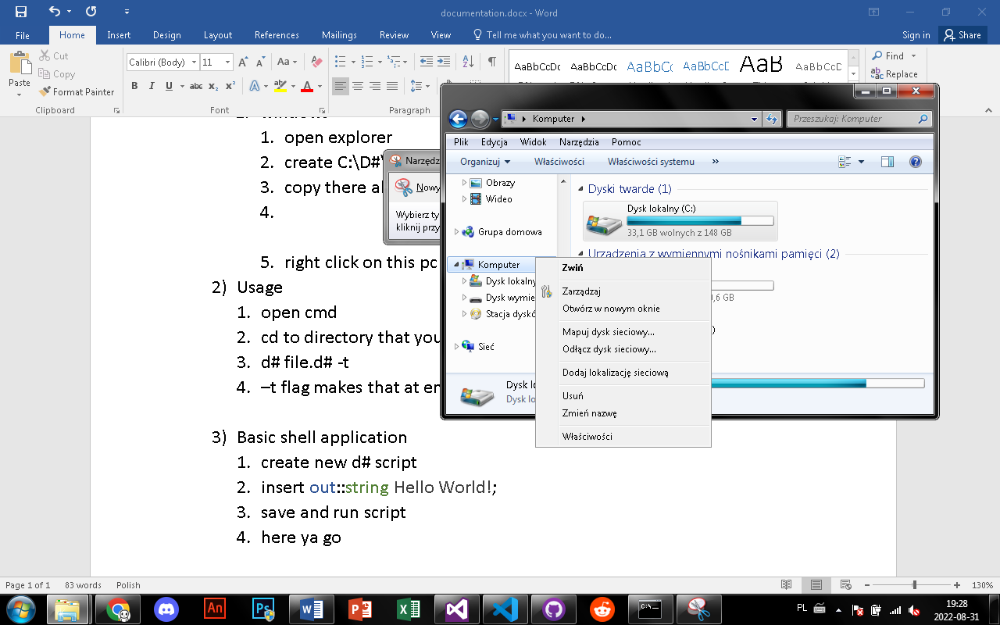 documentation.docx - Word
File Home Insert Design Layout References Mailings Review View Tell me what you want to do... Sign in Share
Paste
Cut
Copy
Format Painter
Clipboard
Calibri (Body) 11
Font
Paragraph
AaBbCcDc AaBbCcDc AaBbCc AaBbCcD AaB AaBbCcD
Find
Replace
1. open explorer
2. create C:\D#\
3. copy there al
4.
5. right click on this pc
2) Usage
1. open cmd
2. cd to directory that you
3. d# file.d# -t
4. –t flag makes that at en
3) Basic shell application
1. create new d# script
2. insert out::string Hello World!;
3. save and run script
4. here ya go
Narzędz
Nowy
Wybierz ty
kliknij przy
Komputer
Przeszukaj: Komputer
Plik Edycja Widok Narzędzia Pomoc
Organizuj Właściwości Właściwości systemu »
Obrazy
Wideo
Grupa domowa
Komputer
Dysk lokalny
Dysk wymie
Stacja dyskó
Sieć
Dyski twarde (1)
Dysk lokalny (C:)
33,1 GB wolnych z 148 GB
Urządzenia z wymiennymi nośnikami pamięci (2)
,6 GB
)
Zwiń
Zarządzaj
Otwórz w nowym oknie
Mapuj dysk sieciowy...
Odłącz dysk sieciowy...
Dodaj lokalizację sieciową
Usuń
Zmień nazwę
Właściwości
Dysk lo
Dysk lo
Page 1 of 1 83 words Polish
130%
PL
19:28
2022-08-31